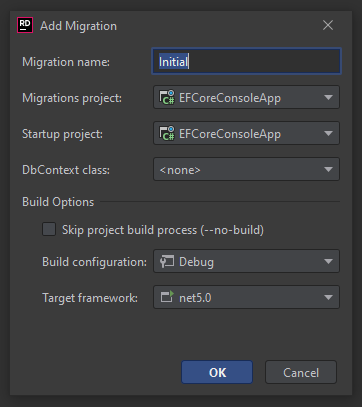 RD Add Migration
Migration name: Initial
Migrations project: C# EFCoreConsoleApp
Startup project: C# EFCoreConsoleApp
DbContext class: <none>
Build Options
Skip project build process (--no-build)
Build configuration: Debug
Target framework: net5.0
OK Cancel